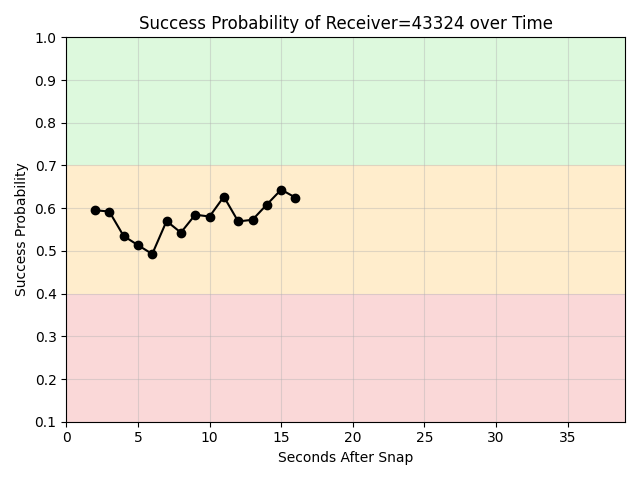 Success Probability of Receiver=43324 over Time
1.0
0.9
0.8
0.7
0.6
0.5
0.4
0.3
0.2
0.1
Success Probability
0 5 10 15 20 25 30 35
Seconds After Snap